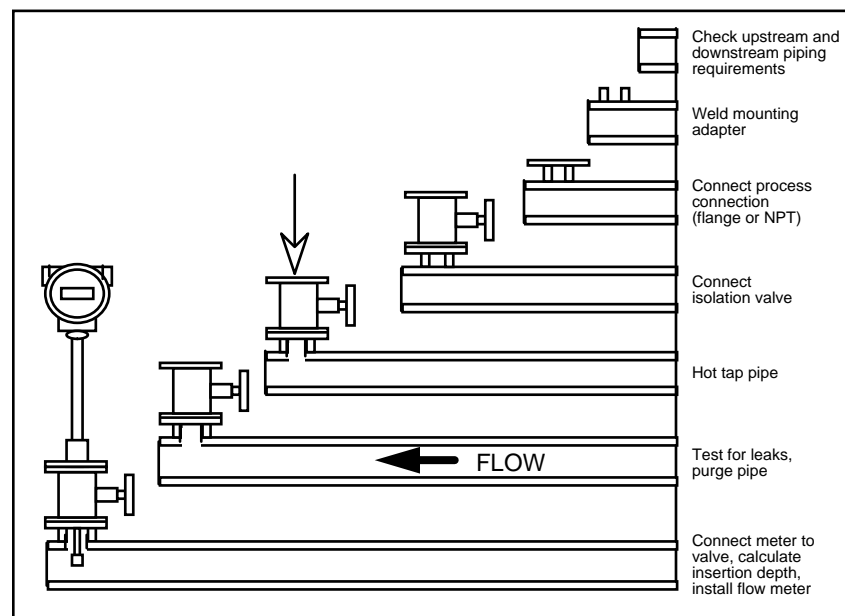 Check upstream and
downstream piping
requirements
Weld mounting
adapter
Connect process
connection
(flange or NPT)
Connect
isolation valve
Hot tap pipe
Test for leaks,
purge pipe
FLOW
Connect meter to
valve, calculate
insertion depth,
install flow meter